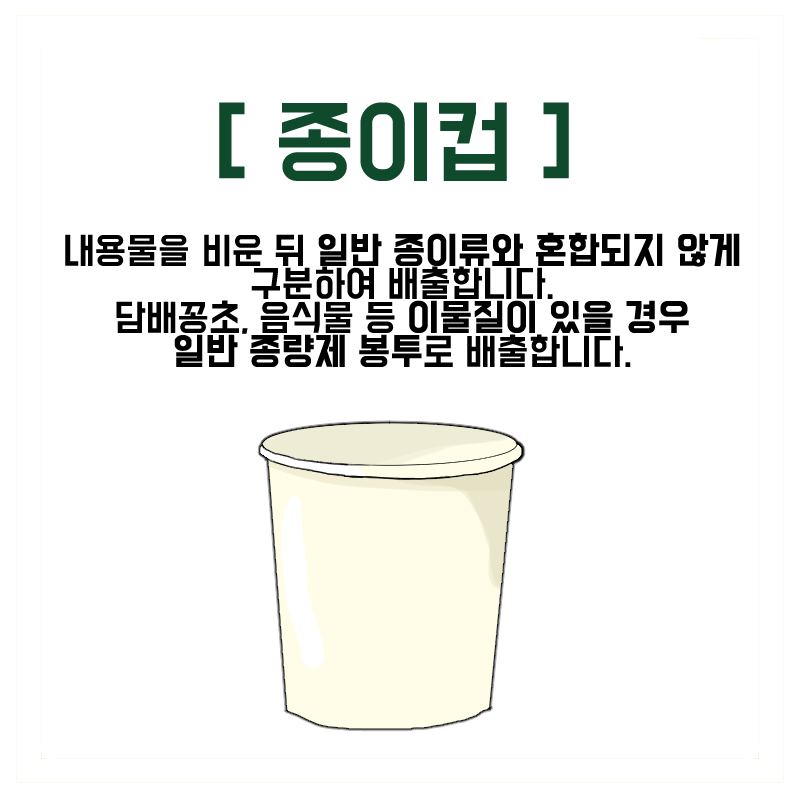 [ 종이컵 ]
내용물을 비운 뒤 일반 종이류와 혼합되지 않게
구분하여 배출합니다.
담배꽁초, 음식물 등 이물질이 있을 경우
일반 종량제 봉투로 배출합니다.